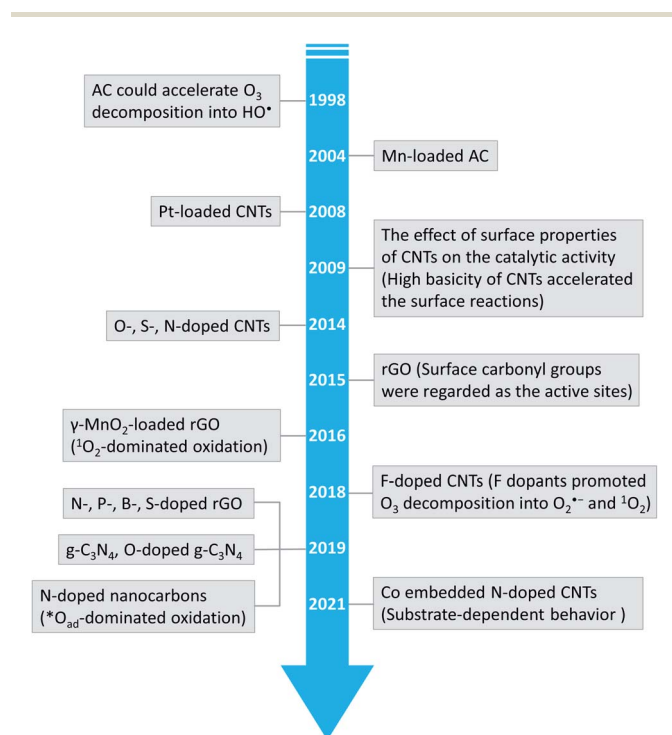 AC could accelerate O₃
decomposition into HO•
1998
2004
Mn-loaded AC
Pt-loaded CNTs
2008
The effect of surface properties
of CNTs on the catalytic activity
(High basicity of CNTs accelerated
the surface reactions)
2009
O-, S-, N-doped CNTs
2014
2015
rGO (Surface carbonyl groups
were regarded as the active sites)
γ-MnO₂-loaded rGO
(¹O₂-dominated oxidation)
2016
2018
F-doped CNTs (F dopants promoted
O₃ decomposition into O₂•⁻ and ¹O₂)
N-, P-, B-, S-doped rGO
g-C₃N₄, O-doped g-C₃N₄
2019
N-doped nanocarbons
(*Oₐd-dominated oxidation)
2021
Co embedded N-doped CNTs
(Substrate-dependent behavior )